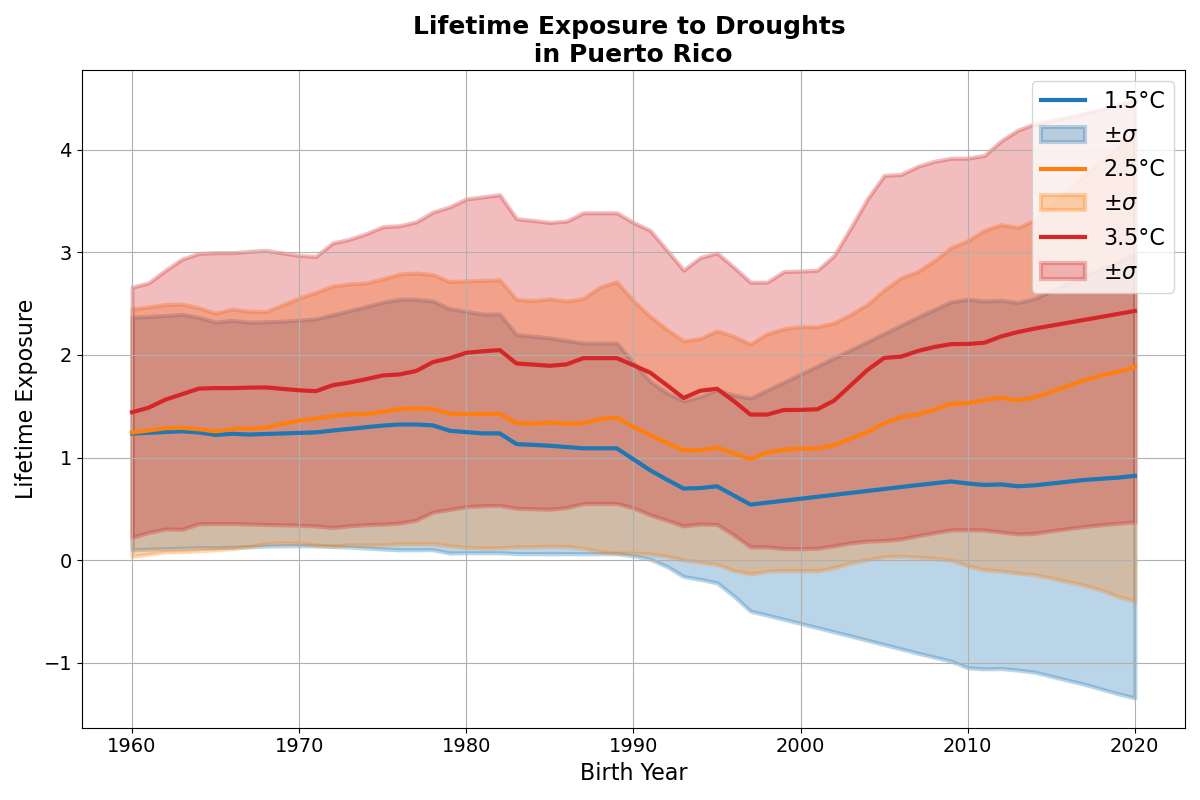 Lifetime Exposure to Droughts
in Puerto Rico
Lifetime Exposure
4
3
2
1
0
−1
1960
1970
1980
1990
2000
2010
2020
Birth Year
1.5°C
±σ
2.5°C
±σ
3.5°C
±σ